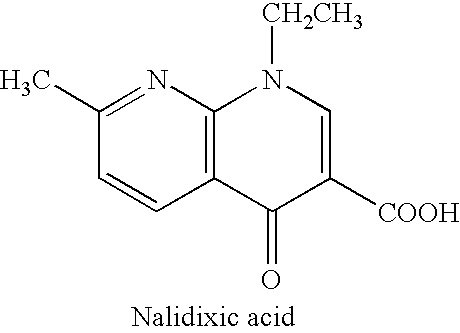 CH2CH3
H3C
N
N
COOH
O
Nalidixic acid